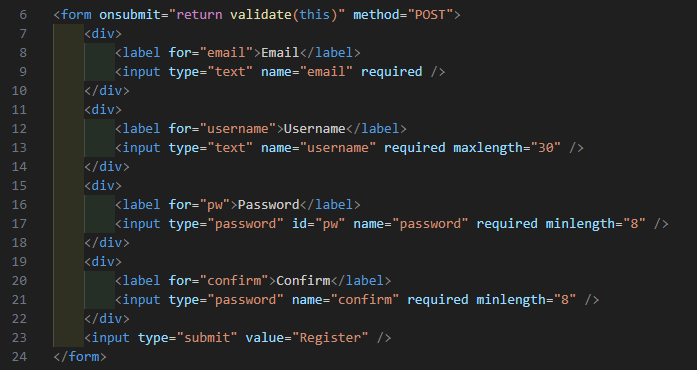 6 <form onsubmit="return validate(this)" method="POST">
7 <div>
8 <label for="email">Email</label>
9 <input type="text" name="email" required />
10 </div>
11 <div>
12 <label for="username">Username</label>
13 <input type="text" name="username" required maxlength="30" />
14 </div>
15 <div>
16 <label for="pw">Password</label>
17 <input type="password" id="pw" name="password" required minlength="8" />
18 </div>
19 <div>
20 <label for="confirm">Confirm</label>
21 <input type="password" name="confirm" required minlength="8" />
22 </div>
23 <input type="submit" value="Register" />
24 </form>